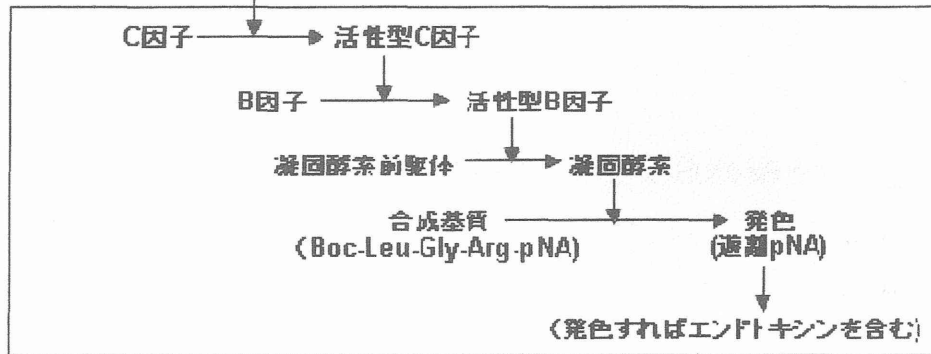 C因子 活性型C因子
B因子 活性型B因子
凝固酵素前駆体 凝固酵素
合成基質 発色
(Boc-Leu-Gly-Arg-pNA) (遊離pNA)
(発色すればエンドトキシンを含む)